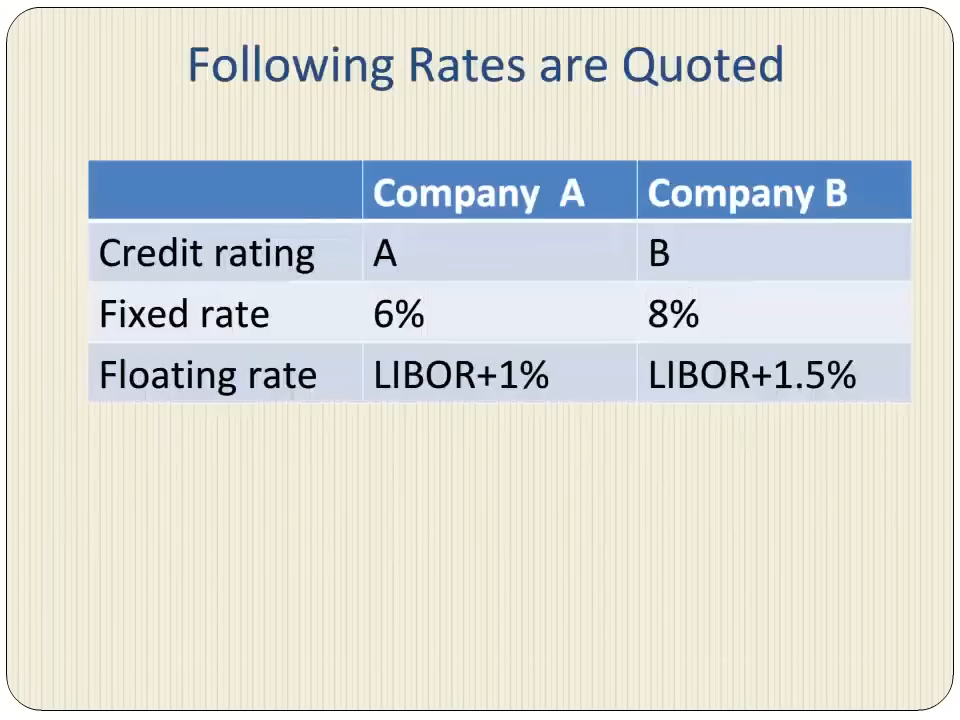 Following Rates are Quoted
Company A Company B
Credit rating A B
Fixed rate 6% 8%
Floating rate LIBOR+1% LIBOR+1.5%